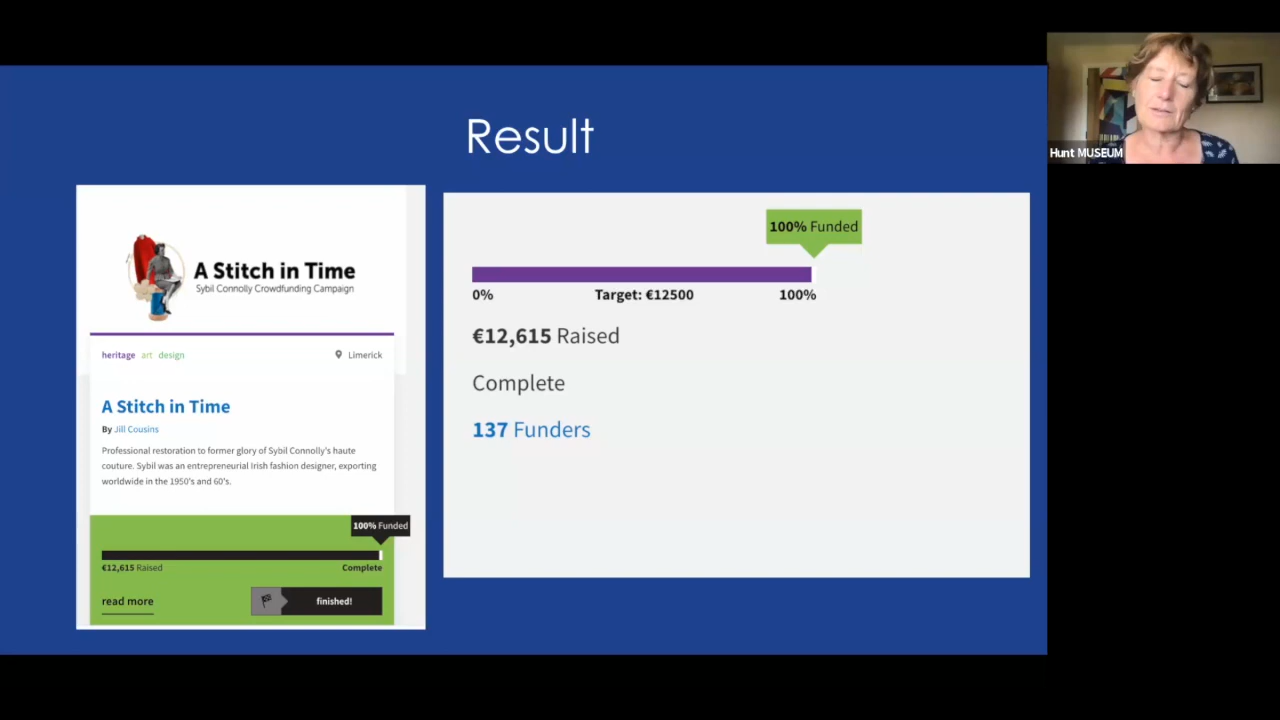 Result
A Stitch in Time
Sybil Connolly Crowdfunding Campaign
heritage art design
Limerick
A Stitch in Time
By Jill Cousins
Professional restoration to former glory of Sybil Connolly's haute
couture. Sybil was an entrepreneurial Irish fashion designer, exporting
worldwide in the 1950's and 60's.
100% Funded
€12,615 Raised
Complete
read more
finished!
100% Funded
0%
Target: €12500
100%
€12,615 Raised
Complete
137 Funders
Hunt MUSEUM